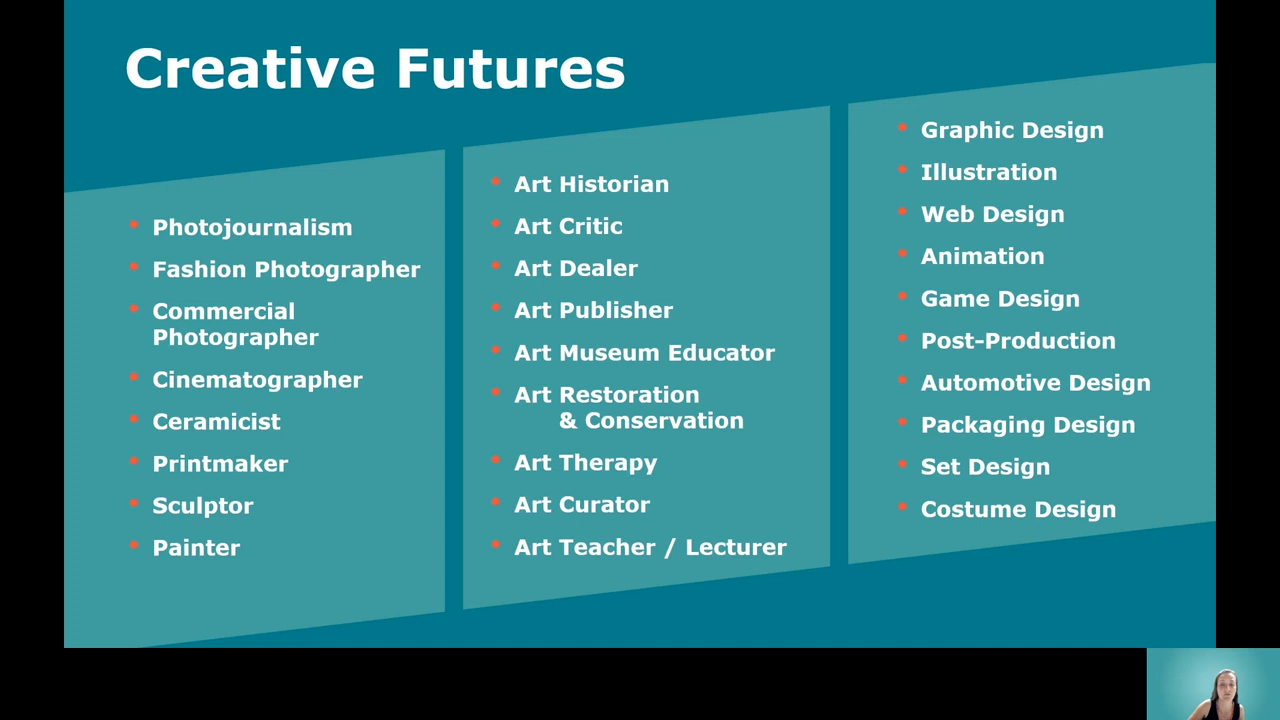 Creative Futures
Photojournalism
Fashion Photographer
Commercial
Photographer
Cinematographer
Ceramicist
Printmaker
Sculptor
Painter
Art Historian
Art Critic
Art Dealer
Art Publisher
Art Museum Educator
Art Restoration
& Conservation
Art Therapy
Art Curator
Art Teacher / Lecturer
Graphic Design
Illustration
Web Design
Animation
Game Design
Post-Production
Automotive Design
Packaging Design
Set Design
Costume Design